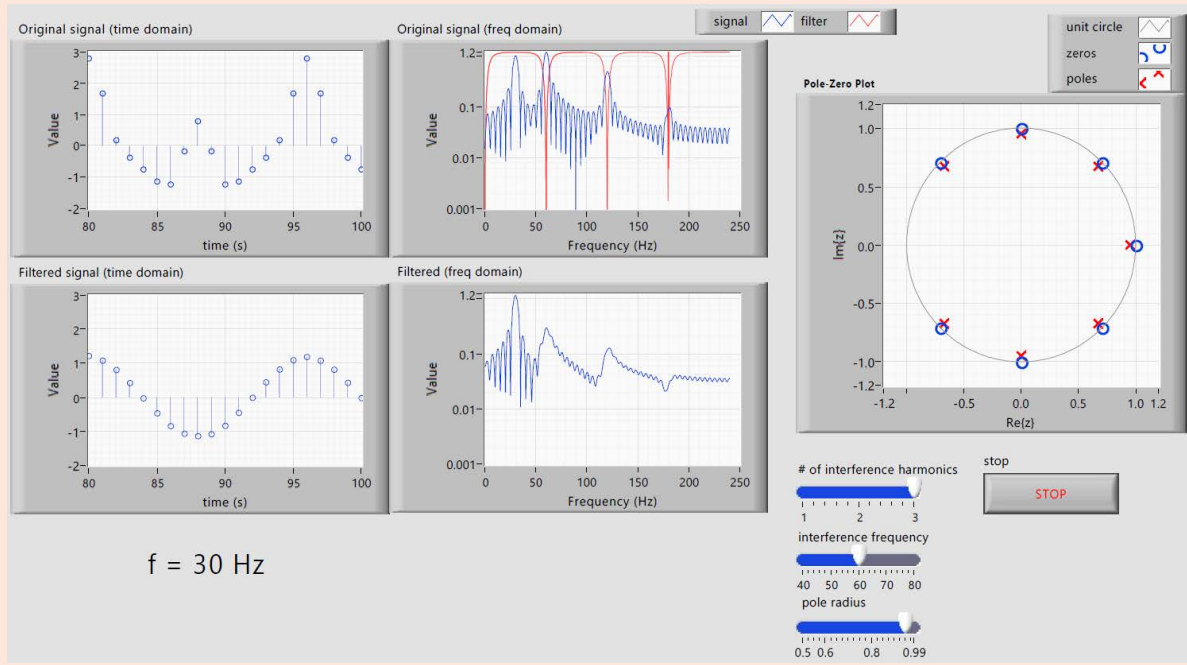 signal filter
Original signal (time domain)
Value
3
2
1
0
-1
-2
80 85 90 95 100
time (s)
Original signal (freq domain)
Value
1.2
0.1
0.01
0.001
0 50 100 150 200 250
Frequency (Hz)
unit circle
zeros
poles
Pole-Zero Plot
Im{z}
1.2
1.0
0.5
0.0
-0.5
-1.0
-1.2
-1.2 -0.5 0.0 0.5 1.0 1.2
Re{z}
Filtered signal (time domain)
Value
3
2
1
0
-1
-2
80 85 90 95 100
time (s)
Filtered (freq domain)
Value
1.2
0.1
0.01
0.001
0 50 100 150 200 250
Frequency (Hz)
# of interference harmonics
1 2 3
interference frequency
40 50 60 70 80
pole radius
0.5 0.6 0.8 0.99
stop
STOP
f = 30 Hz